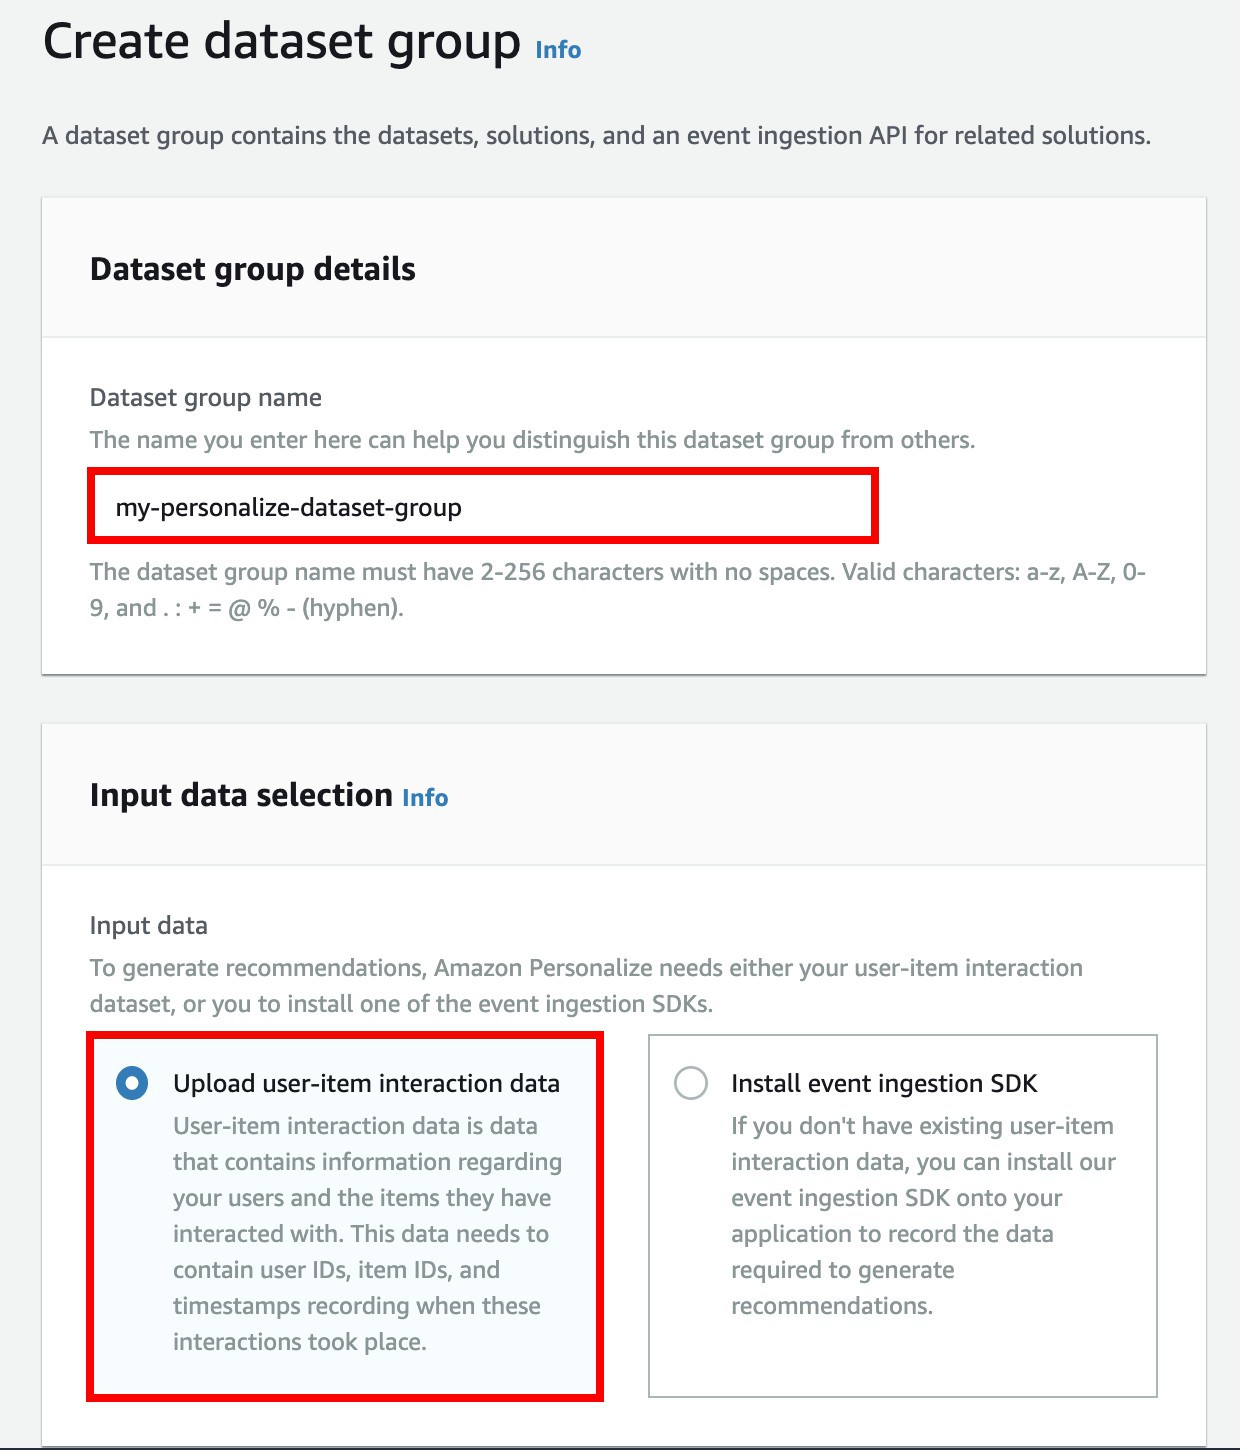 Create dataset group Info
A dataset group contains the datasets, solutions, and an event ingestion API for related solutions.
Dataset group details
Dataset group name
The name you enter here can help you distinguish this dataset group from others.
my-personalize-dataset-group
The dataset group name must have 2-256 characters with no spaces. Valid characters: a-z, A-Z, 0-
9, and . : + = @ % - (hyphen).
Input data selection Info
Input data
To generate recommendations, Amazon Personalize needs either your user-item interaction
dataset, or you to install one of the event ingestion SDKs.
Upload user-item interaction data
User-item interaction data is data
that contains information regarding
your users and the items they have
interacted with. This data needs to
contain user IDs, item IDs, and
timestamps recording when these
interactions took place.
Install event ingestion SDK
If you don't have existing user-item
interaction data, you can install our
event ingestion SDK onto your
application to record the data
required to generate
recommendations.